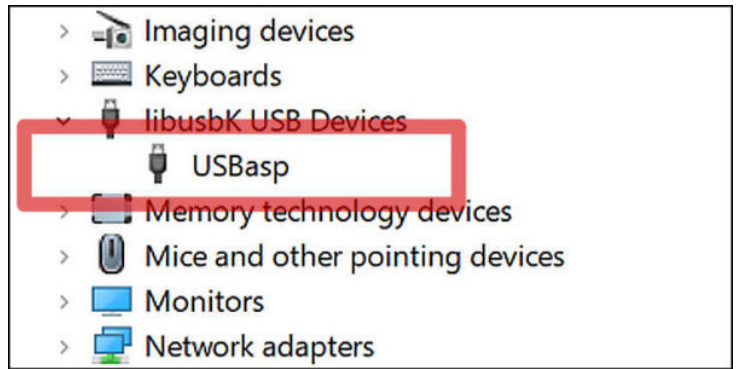 Imaging devices
Keyboards
libusbK USB Devices
USBasp
Memory technology devices
Mice and other pointing devices
Monitors
Network adapters